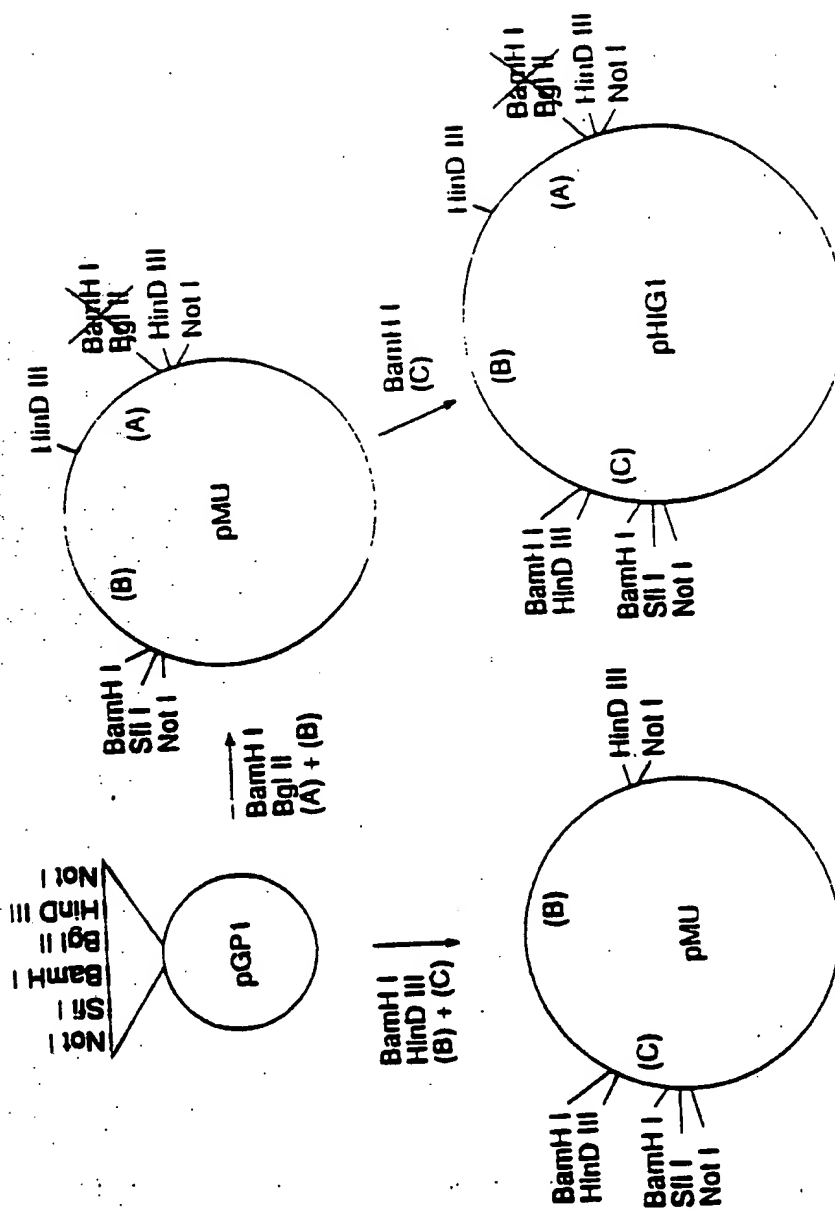 Not I
Sfi I
BamH I
Bgl II
HinD III
Not I
pGP1
BamH I
Bgl II
(A) + (B)
BamH I
Sfi I
Not I
(B)
pMU
(A)
HinD III
BamH I
Bgl II
HinD III
Not I
BamH I
HinD III
(B) + (C)
BamH I
(C)
BamH I
HinD III
BamH I
Sfi I
Not I
(C)
(B)
pMU
HinD III
Not I
BamH I
HinD III
BamH I
Sfi I
Not I
(C)
(B)
pHIG1
(A)
HinD III
BamH I
Bgl II
HinD III
Not I